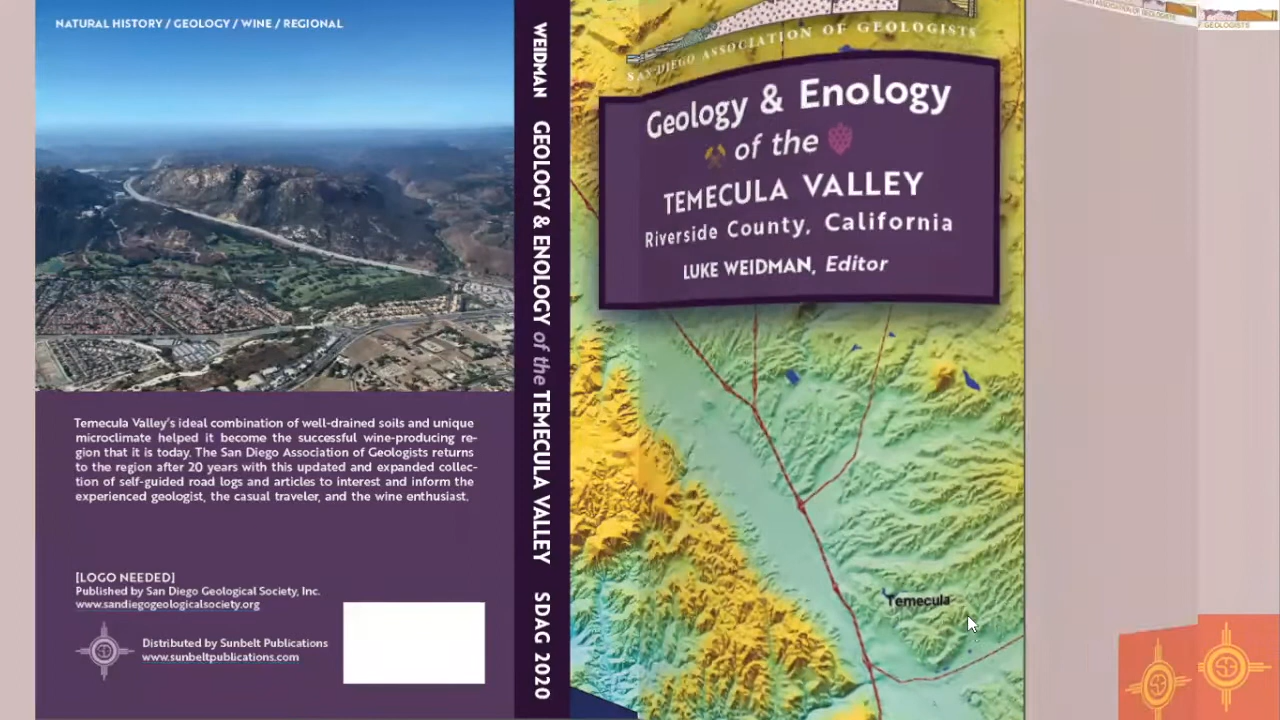 NATURAL HISTORY / GEOLOGY / WINE / REGIONAL
Temecula Valley's ideal combination of well-drained soils and unique
microclimate helped it become the successful wine-producing re-
gion that it is today. The San Diego Association of Geologists returns
to the region after 20 years with this updated and expanded collec-
tion of self-guided road logs and articles to interest and inform the
experienced geologist, the casual traveler, and the wine enthusiast.
[LOGO NEEDED]
Published by San Diego Geological Society, Inc.
www.sandiegogeologicalsociety.org
Distributed by Sunbelt Publications
www.sunbeltpublications.com
WEIDMAN GEOLOGY & ENOLOGY of the TEMECULA VALLEY SDAG 2020
SAN DIEGO ASSOCIATION OF GEOLOGISTS
Geology & Enology
of the
TEMECULA VALLEY
Riverside County, California
LUKE WEIDMAN, Editor
Temecula
ASSOCIATION OF GEOLOGISTS
GEOLOGISTS